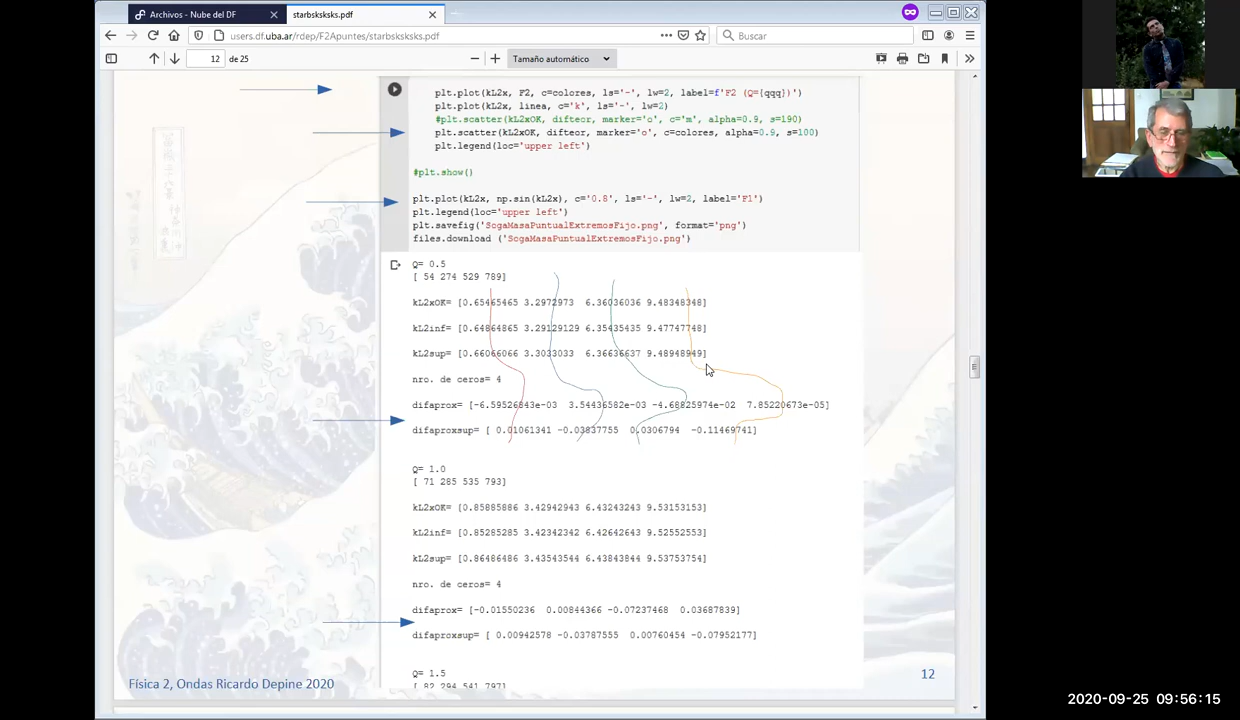 Archivos - Nube del DF
starbsksksks.pdf
users.df.uba.ar/rdep/F2Apuntes/starbsksksks.pdf
Buscar
12 de 25
Tamaño automático
plt.plot(kL2x, F2, c=colores, ls='-', lw=2, label=f'F2 (Q={qqq})')
plt.plot(kL2x, linea, c='k', ls='-', lw=2)
#plt.scatter(kL2xOK, difteor, marker='o', c='m', alpha=0.9, s=190)
plt.scatter(kL2xOK, difteor, marker='o', c=colores, alpha=0.9, s=100)
plt.legend(loc='upper left')
#plt.show()
plt.plot(kL2x, np.sin(kL2x), c='0.8', ls='-', lw=2, label='F1')
plt.legend(loc='upper left')
plt.savefig('SogaMasaPuntualExtremosFijo.png', format='png')
files.download ('SogaMasaPuntualExtremosFijo.png')
Q= 0.5
[ 54 274 529 789]
kL2xOK= [0.65465465 3.2972973 6.36036036 9.48348348]
kL2inf= [0.64864865 3.29129129 6.35435435 9.47747748]
kL2sup= [0.66066066 3.3033033 6.36636637 9.48948949]
nro. de ceros= 4
difaprox= [-6.59526843e-03 3.54436582e-03 -4.68825974e-02 7.85220673e-05]
difaproxsup= [ 0.01061341 -0.03837755 0.0306794 -0.11469741]
Q= 1.0
[ 71 285 535 793]
kL2xOK= [0.85885886 3.42942943 6.43243243 9.53153153]
kL2inf= [0.85285285 3.42342342 6.42642643 9.52552553]
kL2sup= [0.86486486 3.43543544 6.43843844 9.53753754]
nro. de ceros= 4
difaprox= [-0.01550236 0.00844366 -0.07237468 0.03687839]
difaproxsup= [ 0.00942578 -0.03787555 0.00760454 -0.07952177]
Q= 1.5
[ 82 294 541 797]
Física 2, Ondas Ricardo Depine 2020
12
2020-09-25 09:56:15